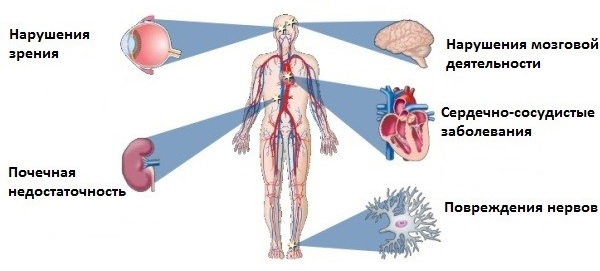 Нарушения
зрения
Нарушения мозговой
деятельности
Сердечно-сосудистые
заболевания
Почечная
недостаточность
Повреждения нервов